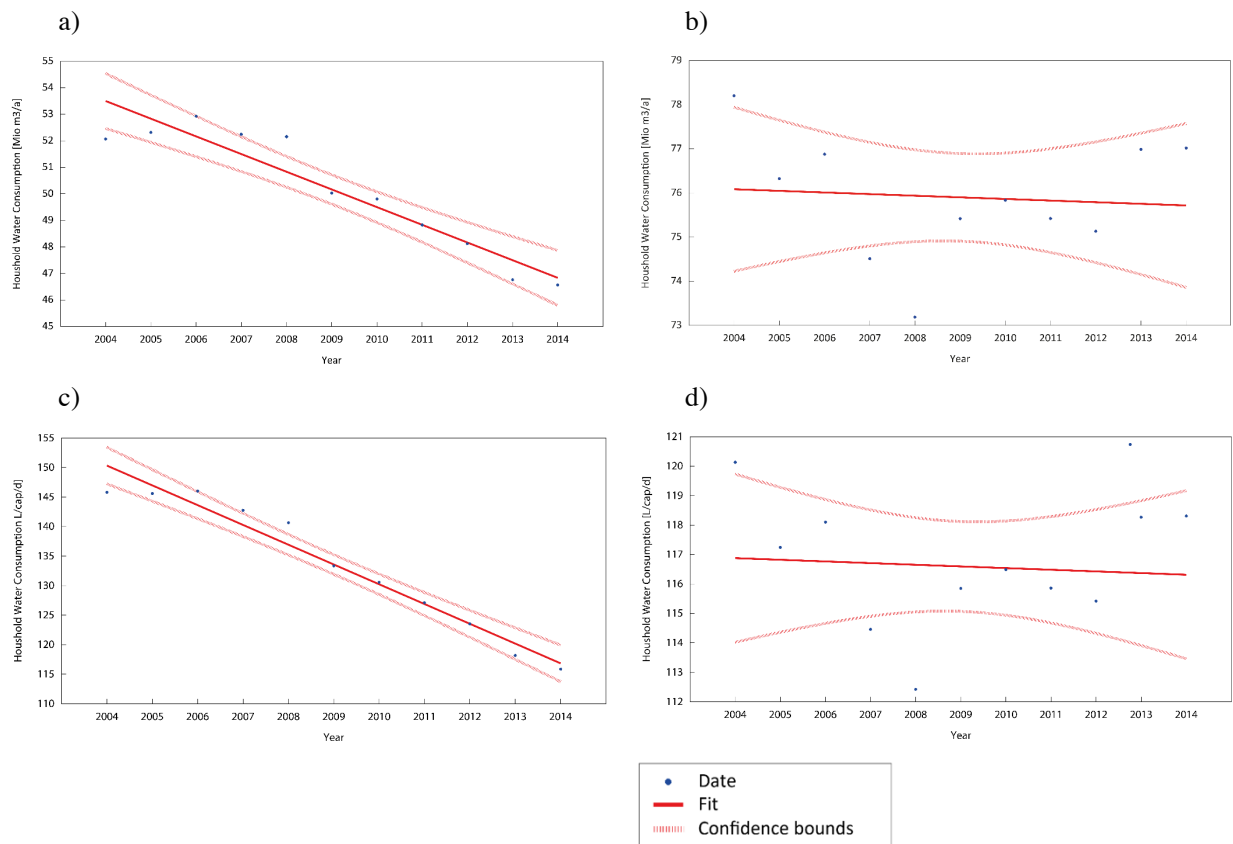 a)
Houshold Water Consumption [Mio m3/a]
55
54
53
52
51
50
49
48
47
46
45
2004 2005 2006 2007 2008 2009 2010 2011 2012 2013 2014
Year
b)
Houshold Water Consumption [Mio m3/a]
79
78
77
76
75
74
73
2004 2005 2006 2007 2008 2009 2010 2011 2012 2013 2014
Year
c)
Houshold Water Consumption L/cap/d]
155
150
145
140
135
130
125
120
115
110
2004 2005 2006 2007 2008 2009 2010 2011 2012 2013 2014
Year
d)
Houshold Water Consumption [L/cap/d]
121
120
119
118
117
116
115
114
113
112
2004 2005 2006 2007 2008 2009 2010 2011 2012 2013 2014
Year
Date
Fit
Confidence bounds